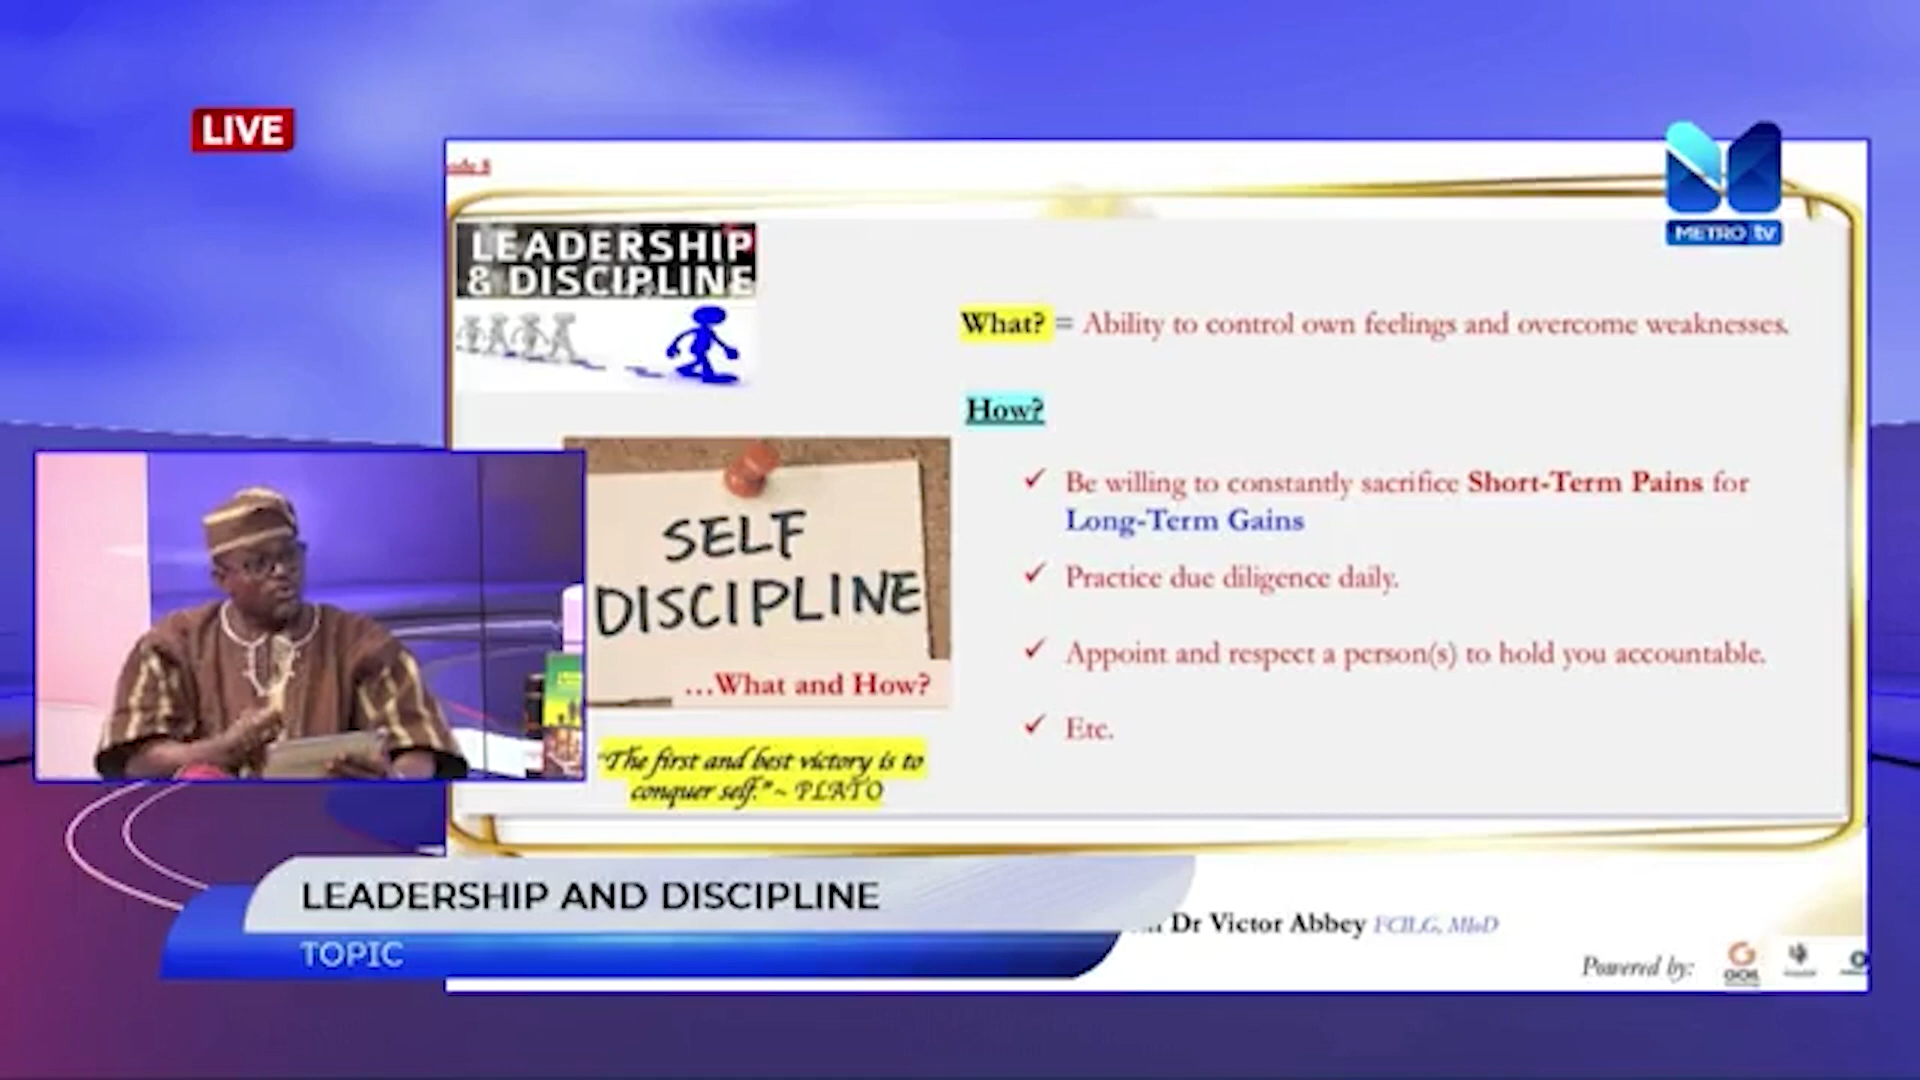 LIVE
METRO tv
LEADERSHIP
& DISCIPLINE
What? = Ability to control own feelings and overcome weaknesses.
How?
✓ Be willing to constantly sacrifice Short-Term Pains for
Long-Term Gains
✓ Practice due diligence daily.
✓ Appoint and respect a person(s) to hold you accountable.
✓ Etc.
SELF
DISCIPLINE
...What and How?
"The first and best victory is to
conquer self." ~ PLATO
LEADERSHIP AND DISCIPLINE
TOPIC
Dr Victor Abbey FCILG, MIoD
Powered by:
GOIL